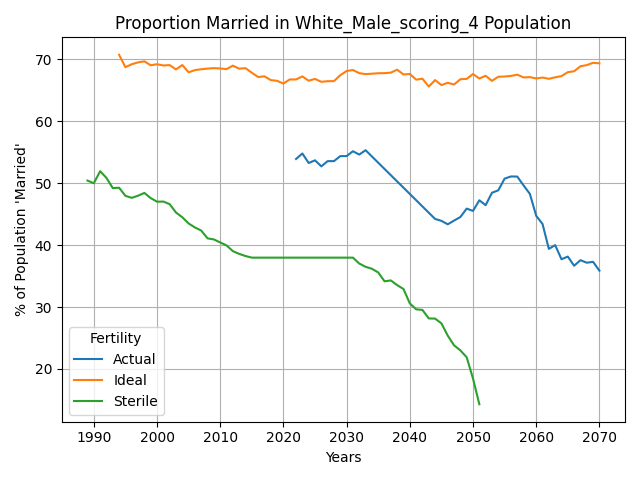 Proportion Married in White_Male_scoring_4 Population
% of Population 'Married'
70
60
50
40
30
20
Fertility
Actual
Ideal
Sterile
1990 2000 2010 2020 2030 2040 2050 2060 2070
Years